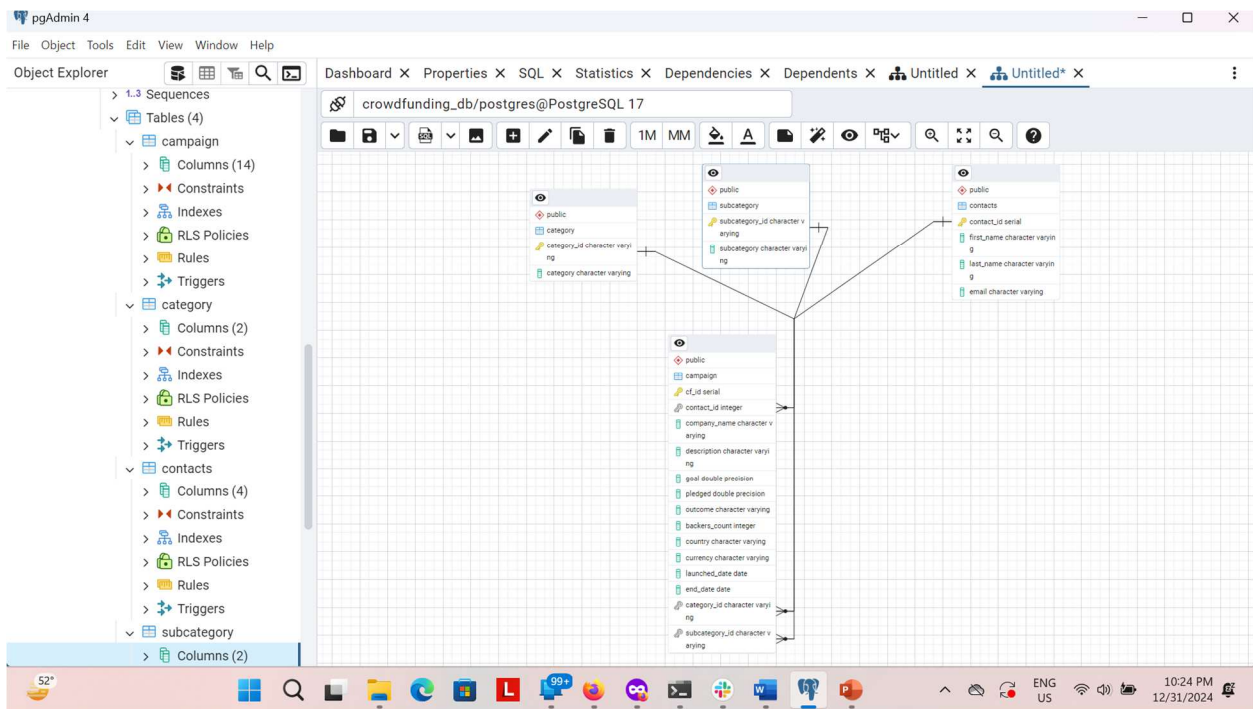 pgAdmin 4
File Object Tools Edit View Window Help
Object Explorer
Dashboard Properties SQL Statistics Dependencies Dependents Untitled Untitled*
crowdfunding_db/postgres@PostgreSQL 17
1M MM
1..3 Sequences
Tables (4)
campaign
Columns (14)
Constraints
Indexes
RLS Policies
Rules
Triggers
category
Columns (2)
Constraints
Indexes
RLS Policies
Rules
Triggers
contacts
Columns (4)
Constraints
Indexes
RLS Policies
Rules
Triggers
subcategory
Columns (2)
public
category
category_id character varyi
ng
category character varying
public
subcategory
subcategory_id character v
arying
subcategory character varyi
ng
public
contacts
contact_id serial
first_name character varyin
g
last_name character varyin
g
email character varying
public
campaign
cf_id serial
contact_id integer
company_name character v
arying
description character varyi
ng
goal double precision
pledged double precision
outcome character varying
backers_count integer
country character varying
currency character varying
launched_date date
end_date date
category_id character varyi
ng
subcategory_id character v
arying
52°
L
99+
ENG
US
10:24 PM
12/31/2024